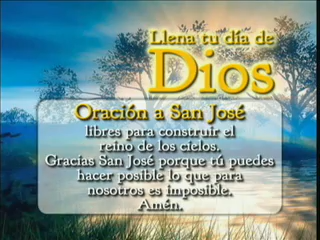 Llena tu día de
Dios
Oración a San José
libres para construir el
reino de los cielos.
Gracias San José porque tú puedes
hacer posible lo que para
nosotros es imposible.
Amén.